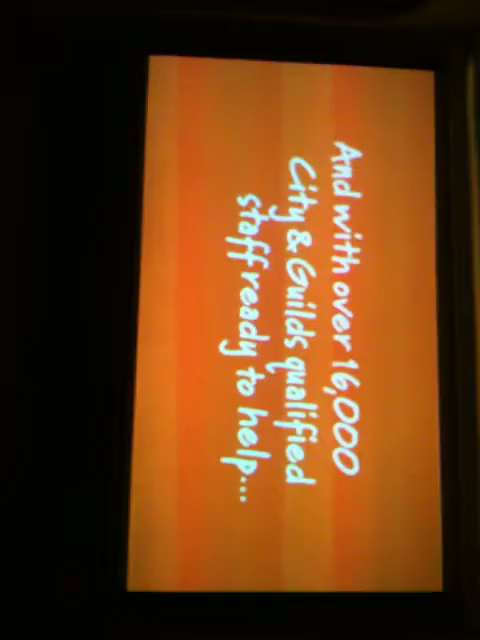 And with over 16,000
City & Guilds qualified
staff ready to help...